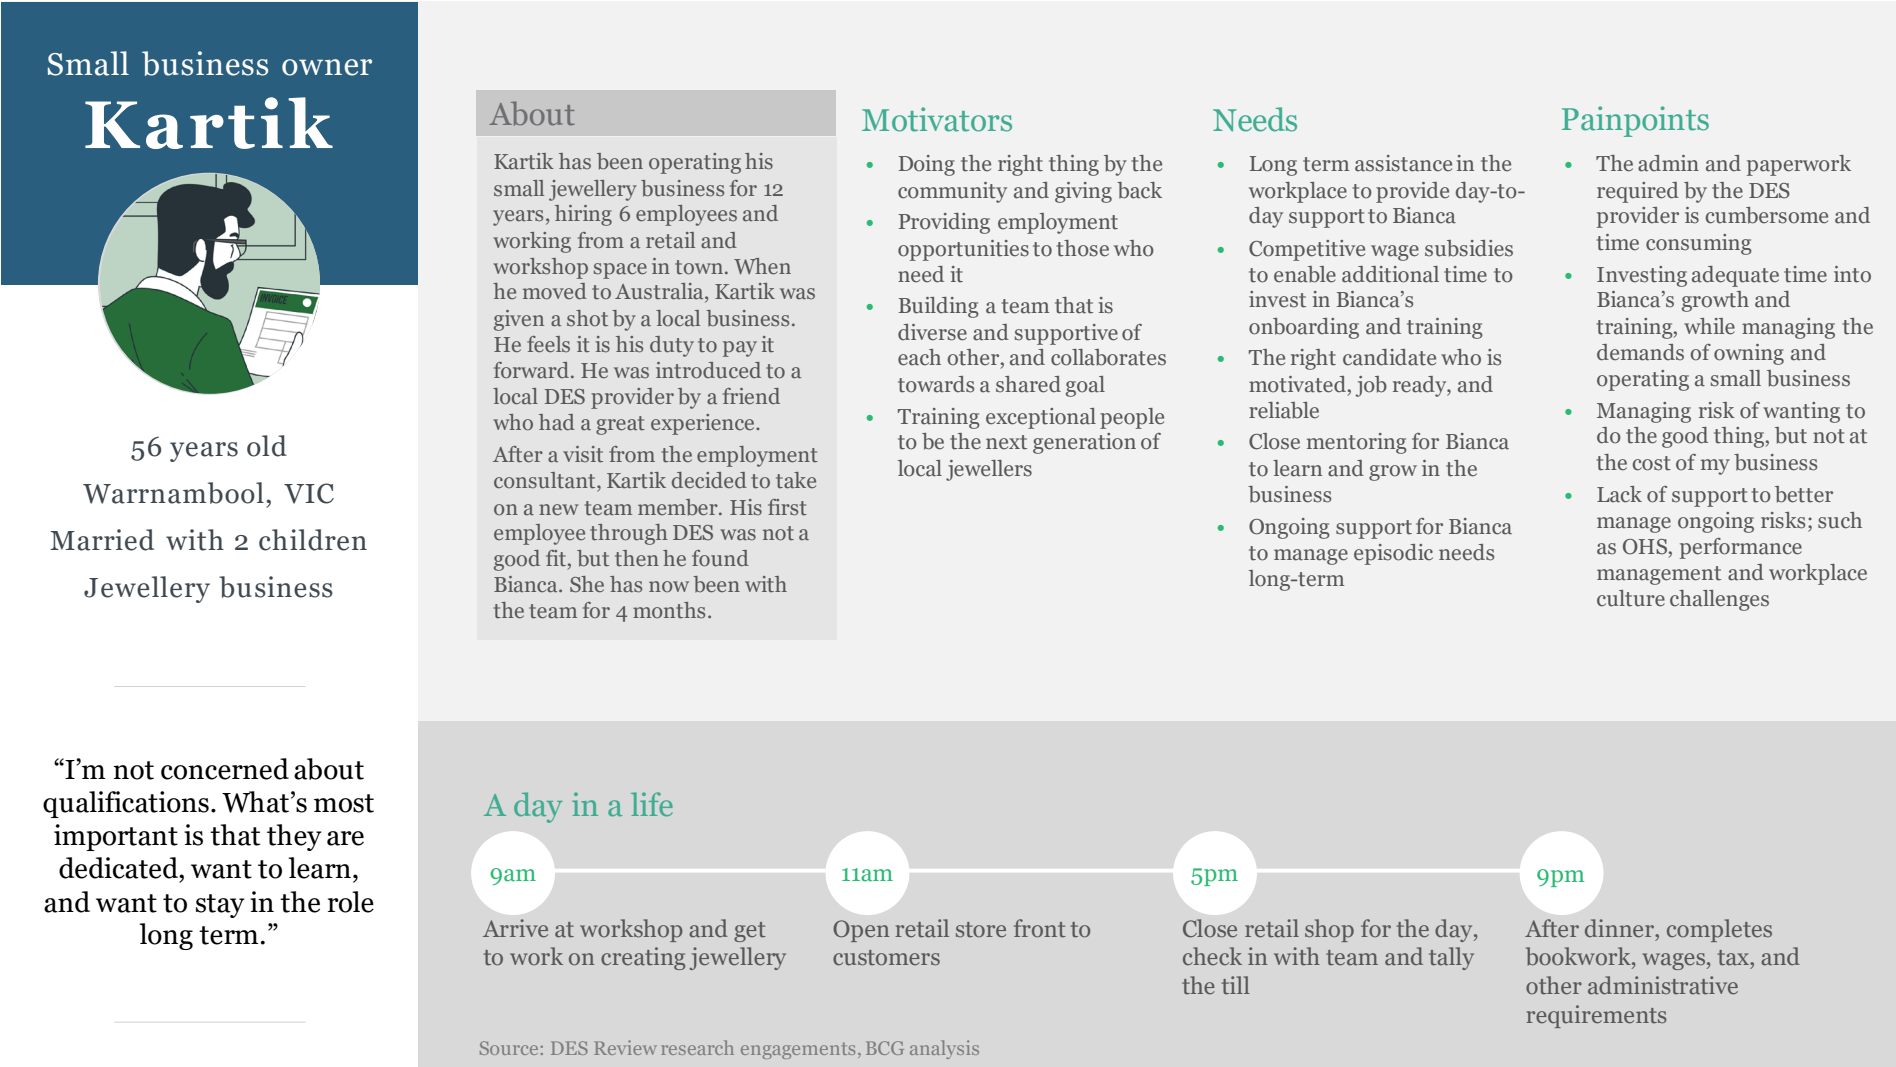 Small business owner
Kartik
INVOICE
56 years old
Warrnambool, VIC
Married with 2 children
Jewellery business
“I’m not concerned about
qualifications. What’s most
important is that they are
dedicated, want to learn,
and want to stay in the role
long term.”
About
Kartik has been operating his
small jewellery business for 12
years, hiring 6 employees and
working from a retail and
workshop space in town. When
he moved to Australia, Kartik was
given a shot by a local business.
He feels it is his duty to pay it
forward. He was introduced to a
local DES provider by a friend
who had a great experience.
After a visit from the employment
consultant, Kartik decided to take
on a new team member. His first
employee through DES was not a
good fit, but then he found
Bianca. She has now been with
the team for 4 months.
Motivators
• Doing the right thing by the
community and giving back
• Providing employment
opportunities to those who
need it
• Building a team that is
diverse and supportive of
each other, and collaborates
towards a shared goal
• Training exceptional people
to be the next generation of
local jewellers
Needs
• Long term assistance in the
workplace to provide day-to-
day support to Bianca
• Competitive wage subsidies
to enable additional time to
invest in Bianca’s
onboarding and training
• The right candidate who is
motivated, job ready, and
reliable
• Close mentoring for Bianca
to learn and grow in the
business
• Ongoing support for Bianca
to manage episodic needs
long-term
Painpoints
• The admin and paperwork
required by the DES
provider is cumbersome and
time consuming
• Investing adequate time into
Bianca’s growth and
training, while managing the
demands of owning and
operating a small business
• Managing risk of wanting to
do the good thing, but not at
the cost of my business
• Lack of support to better
manage ongoing risks; such
as OHS, performance
management and workplace
culture challenges
A day in a life
9am
Arrive at workshop and get
to work on creating jewellery
11am
Open retail store front to
customers
5pm
Close retail shop for the day,
check in with team and tally
the till
9pm
After dinner, completes
bookwork, wages, tax, and
other administrative
requirements
Source: DES Review research engagements, BCG analysis